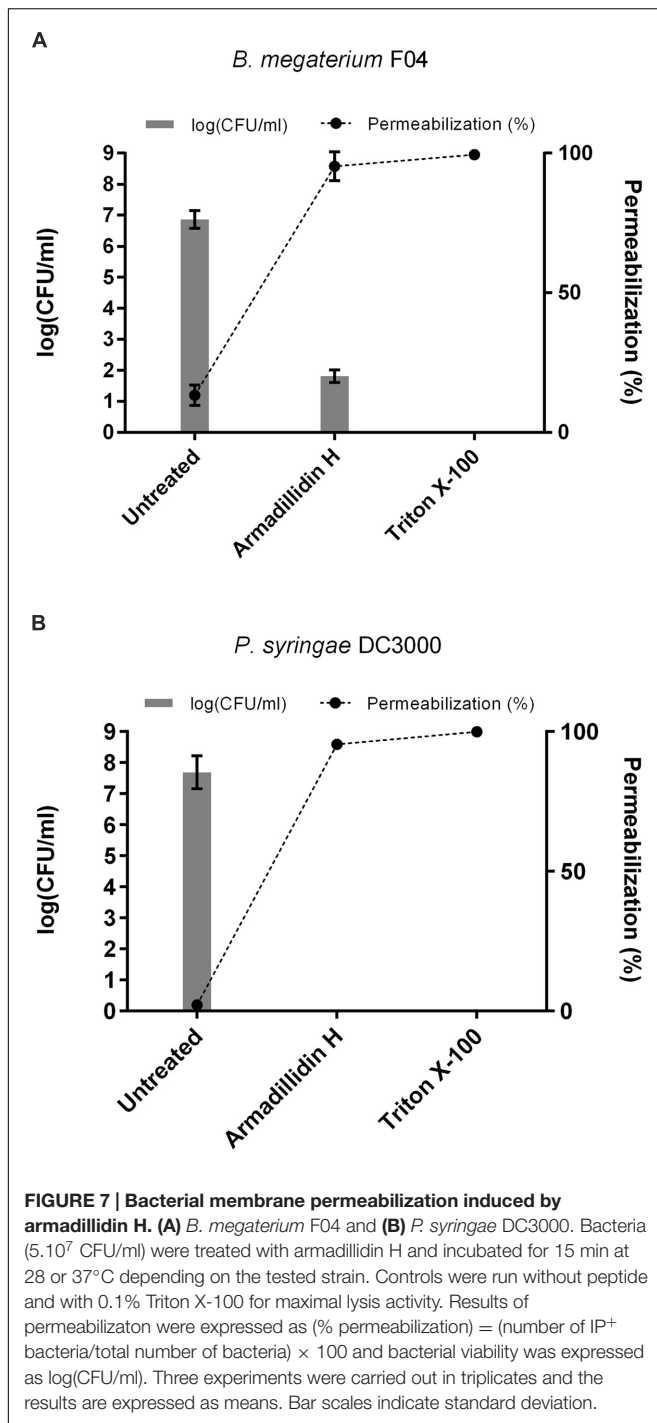 A
B. megaterium F04
log(CFU/ml) Permeabilization (%)
9
8
7
6
5
4
3
2
1
0
log(CFU/ml)
100
50
0
Permeabilization (%)
Untreated
Armadillidin H
Triton X-100
B
P. syringae DC3000
log(CFU/ml) Permeabilization (%)
9
8
7
6
5
4
3
2
1
0
log(CFU/ml)
100
50
0
Permeabilization (%)
Untreated
Armadillidin H
Triton X-100
FIGURE 7 | Bacterial membrane permeabilization induced by
armadillidin H. (A) B. megaterium F04 and (B) P. syringae DC3000. Bacteria
(5.10⁷ CFU/ml) were treated with armadillidin H and incubated for 15 min at
28 or 37°C depending on the tested strain. Controls were run without peptide
and with 0.1% Triton X-100 for maximal lysis activity. Results of
permeabilizaton were expressed as (% permeabilization) = (number of IP⁺
bacteria/total number of bacteria) × 100 and bacterial viability was expressed
as log(CFU/ml). Three experiments were carried out in triplicates and the
results are expressed as means. Bar scales indicate standard deviation.